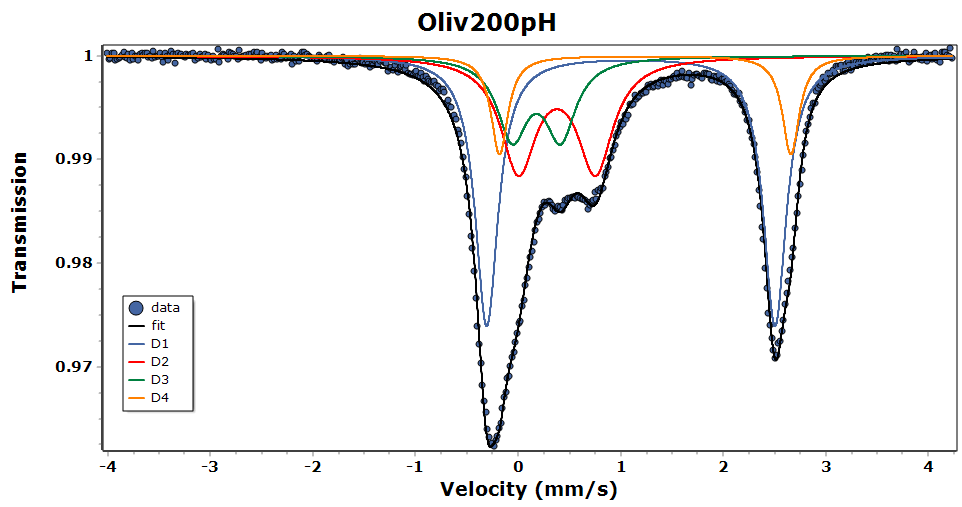 Oliv200pH
Transmission
1
0.99
0.98
0.97
data
fit
D1
D2
D3
D4
-4 -3 -2 -1 0 1 2 3 4
Velocity (mm/s)